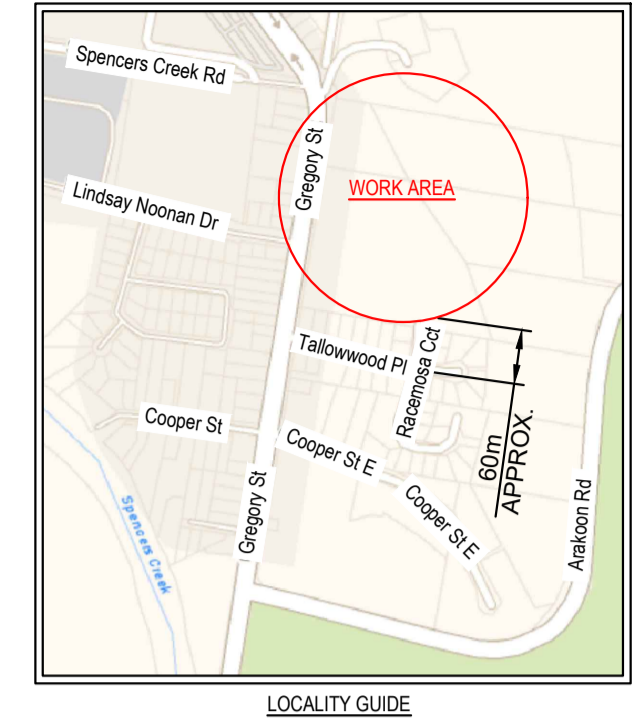 Spencers Creek Rd
Gregory St
WORK AREA
Lindsay Noonan Dr
Tallowwood Pl
Racemosa Cct
60m
APPROX.
Cooper St
Cooper St E
Cooper St E
Gregory St
Arakoon Rd
Spencers Creek
LOCALITY GUIDE